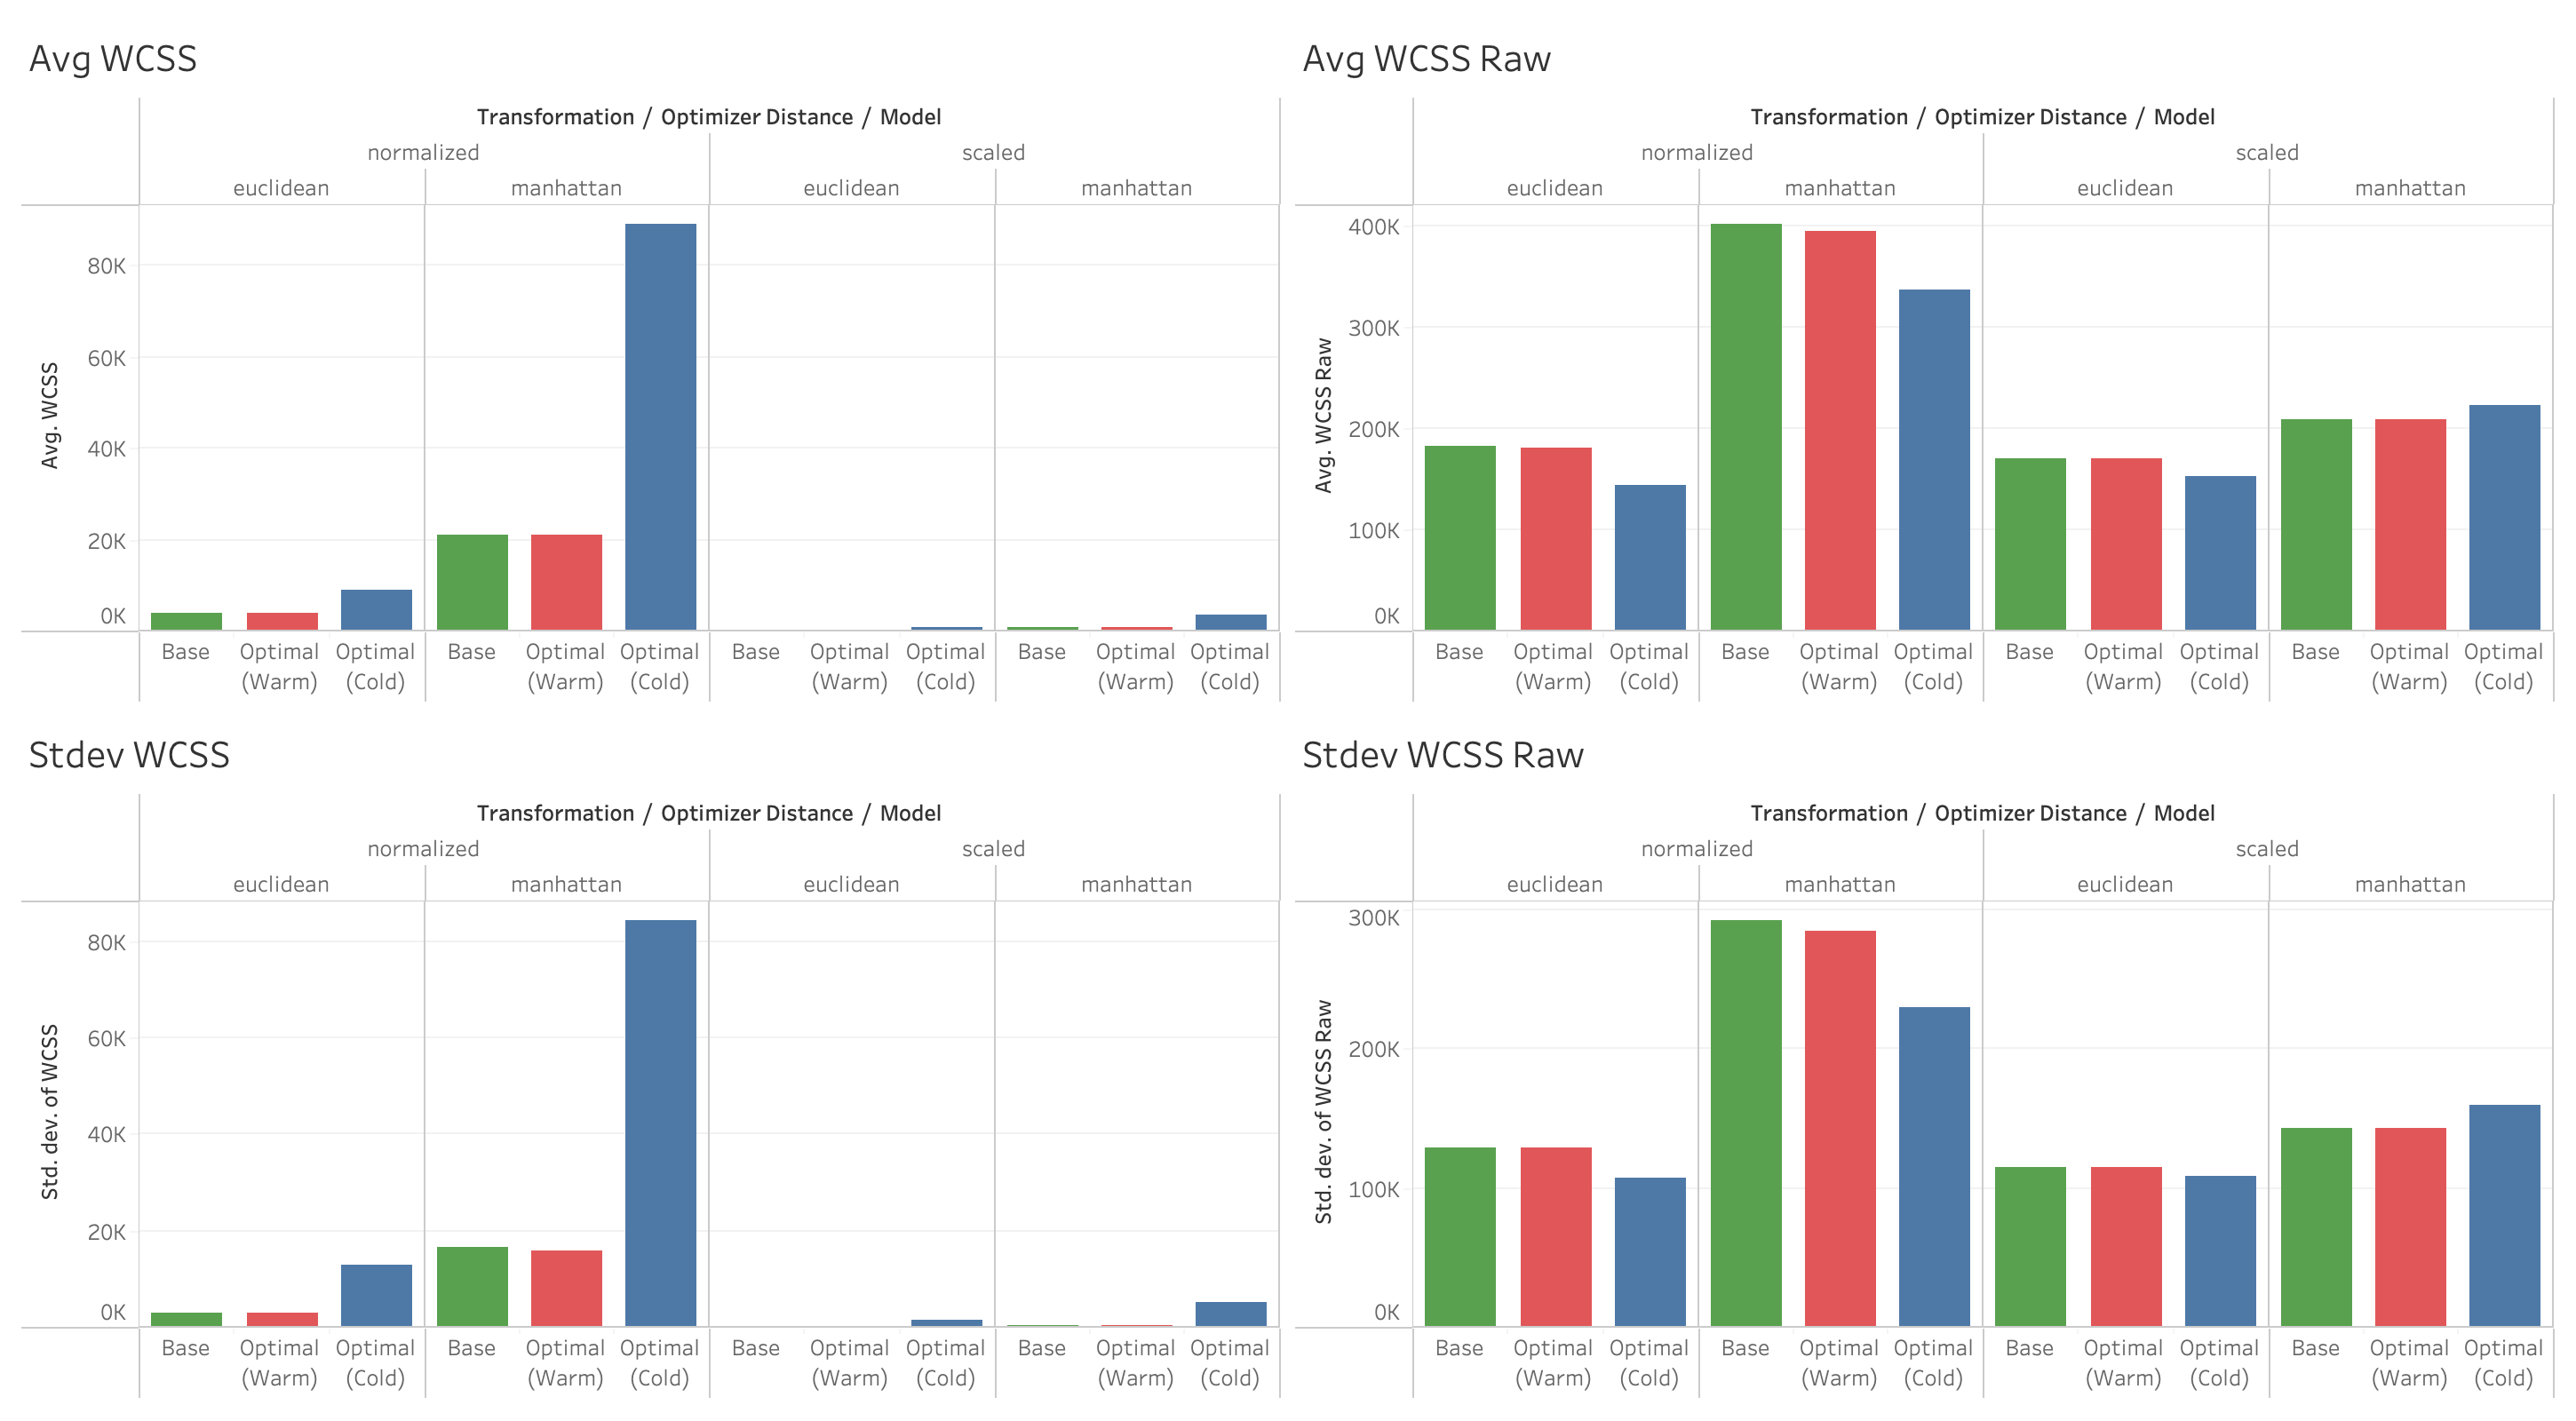 Avg WCSS
Transformation / Optimizer Distance / Model
normalized scaled
euclidean manhattan euclidean manhattan
Avg. WCSS
80K
60K
40K
20K
0K
Base Optimal (Warm) Optimal (Cold) Base Optimal (Warm) Optimal (Cold) Base Optimal (Warm) Optimal (Cold) Base Optimal (Warm) Optimal (Cold)
Avg WCSS Raw
Transformation / Optimizer Distance / Model
normalized scaled
euclidean manhattan euclidean manhattan
Avg. WCSS Raw
400K
300K
200K
100K
0K
Base Optimal (Warm) Optimal (Cold) Base Optimal (Warm) Optimal (Cold) Base Optimal (Warm) Optimal (Cold) Base Optimal (Warm) Optimal (Cold)
Stdev WCSS
Transformation / Optimizer Distance / Model
normalized scaled
euclidean manhattan euclidean manhattan
Std. dev. of WCSS
80K
60K
40K
20K
0K
Base Optimal (Warm) Optimal (Cold) Base Optimal (Warm) Optimal (Cold) Base Optimal (Warm) Optimal (Cold) Base Optimal (Warm) Optimal (Cold)
Stdev WCSS Raw
Transformation / Optimizer Distance / Model
normalized scaled
euclidean manhattan euclidean manhattan
Std. dev. of WCSS Raw
300K
200K
100K
0K
Base Optimal (Warm) Optimal (Cold) Base Optimal (Warm) Optimal (Cold) Base Optimal (Warm) Optimal (Cold) Base Optimal (Warm) Optimal (Cold)